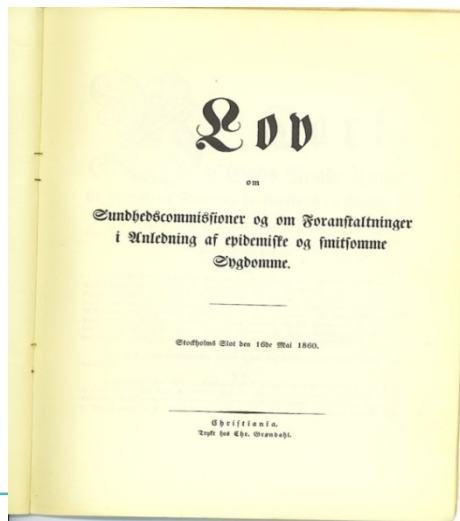 Lov
om
Sundhedscommissioner og om Foranstaltninger
i Anledning af epidemiske og smitsomme
Sygdomme.
Stockholms Slot den 16de Mai 1860.
Christiania.
Trykt hos Chr. Grøndahl.